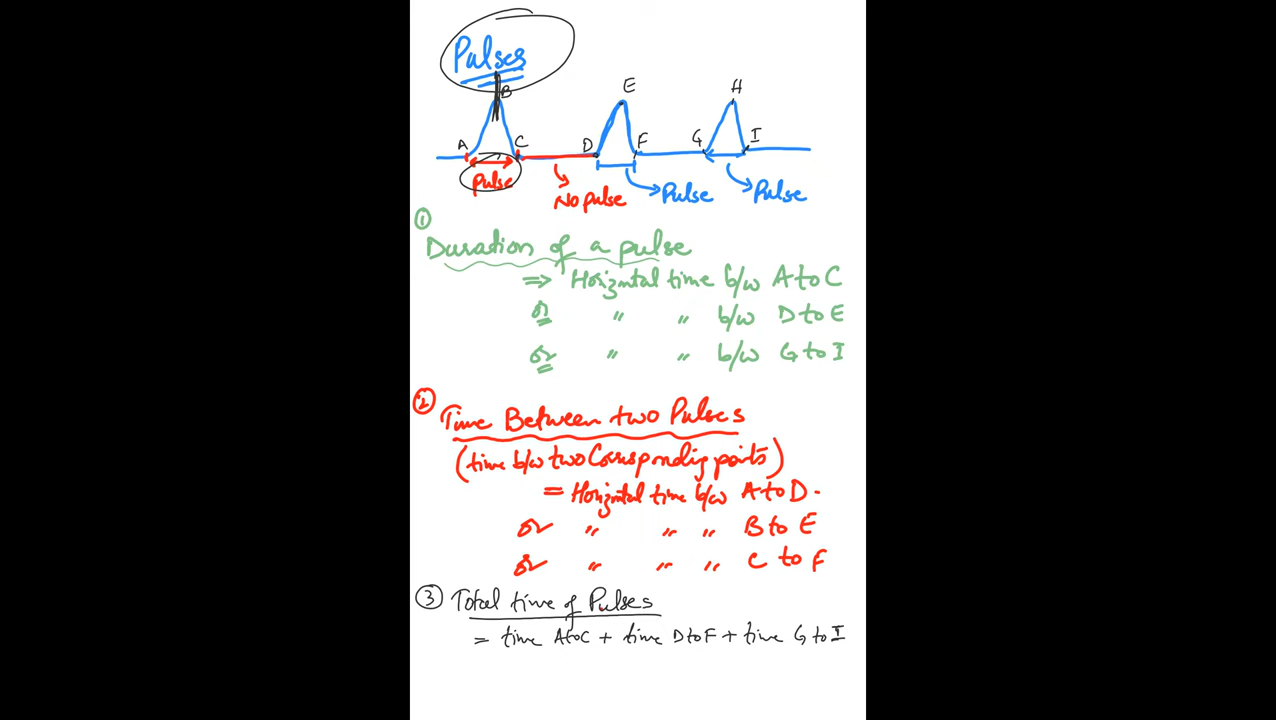 Pulses
B
E
H
A
C
D
F
G
I
Pulse
No pulse
Pulse
Pulse
①
Duration of a pulse
⇒ Horizontal time b/w A to C
or " " b/w D to E
or " " b/w G to I
②
Time Between two Pulses
(time b/w two Corresponding points)
= Horizontal time b/w A to D.
or " " " B to E
or " " " C to F
③ Total time of Pulses
= time A to C + time D to F + time G to I